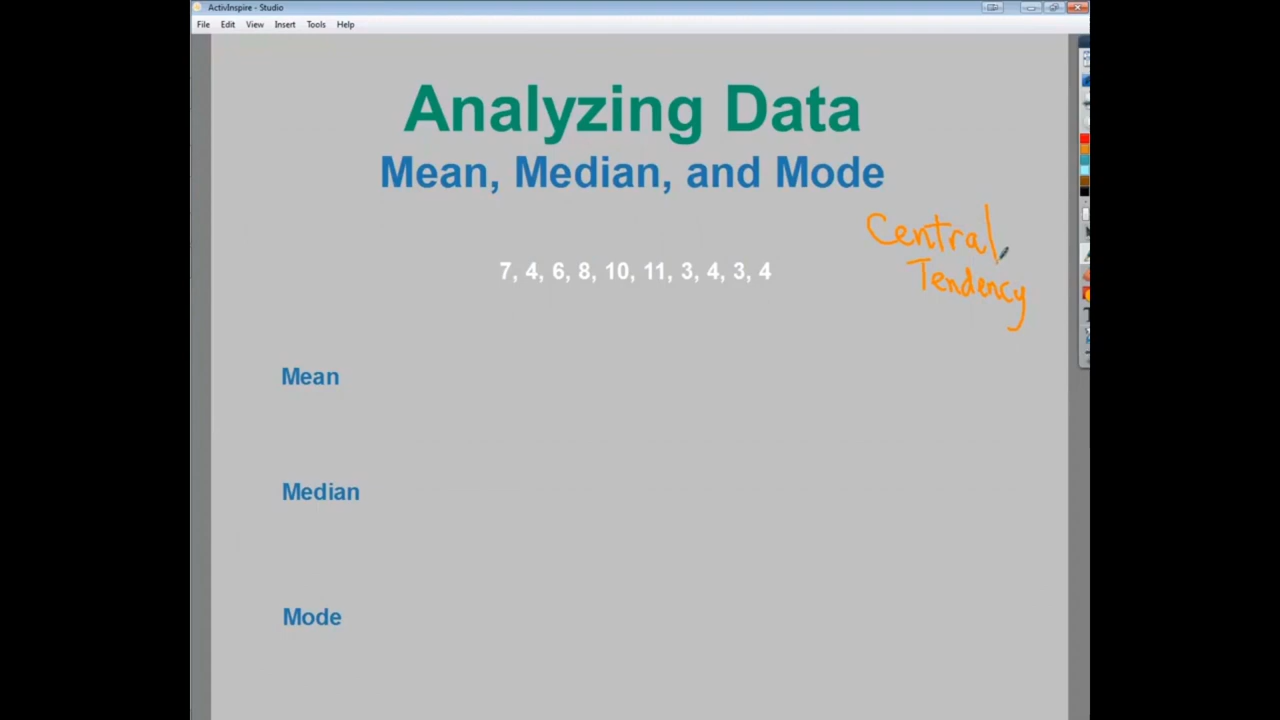 ActivInspire - Studio
File Edit View Insert Tools Help
Analyzing Data
Mean, Median, and Mode
Central
Tendency
7, 4, 6, 8, 10, 11, 3, 4, 3, 4
Mean
Median
Mode